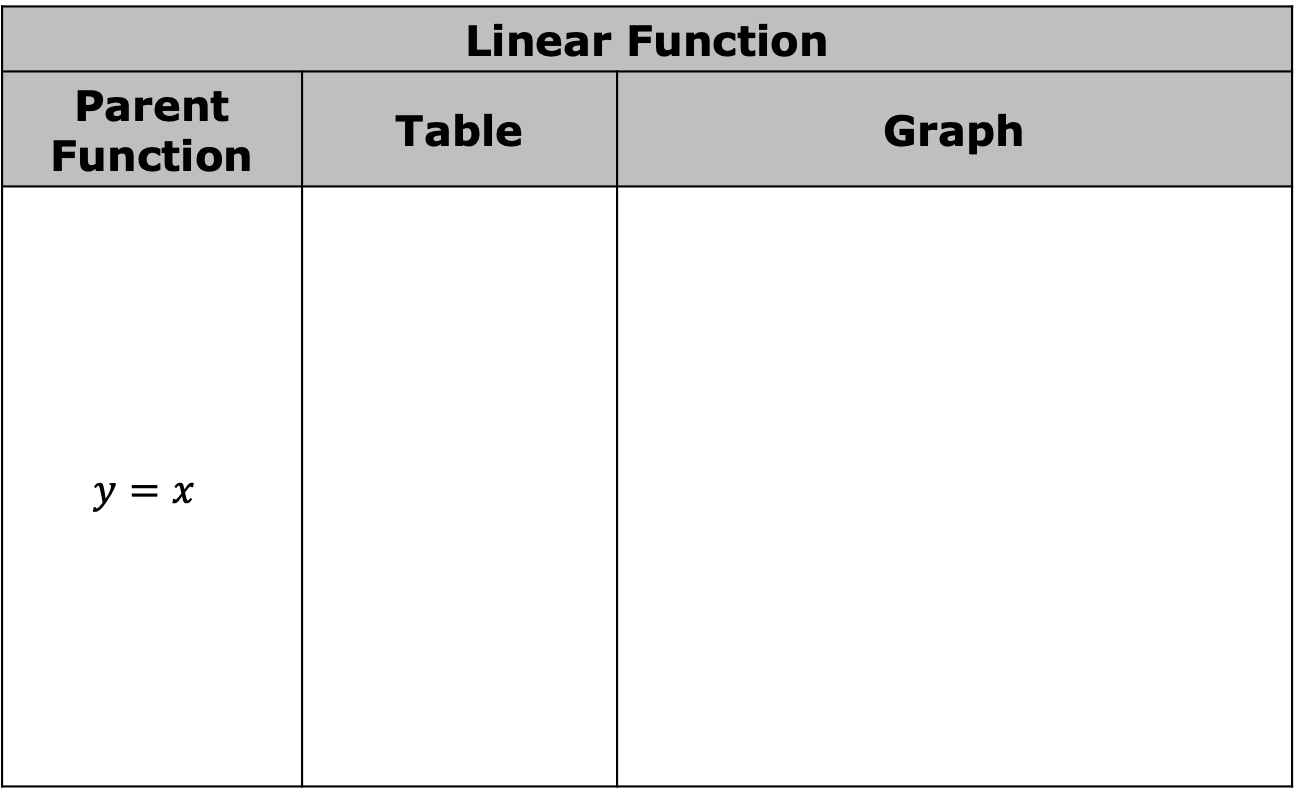 Linear Function
Parent
Function
Table
Graph
y = x